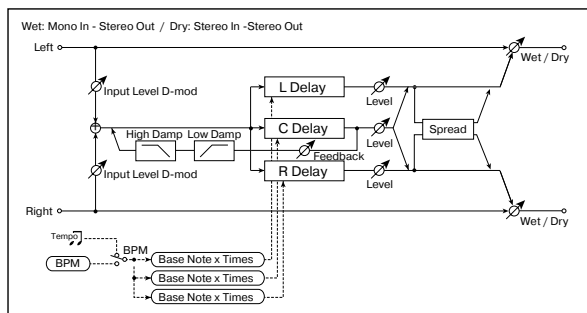 Wet: Mono In - Stereo Out / Dry: Stereo In -Stereo Out
Left
Wet / Dry
Input Level D-mod
L Delay
Level
High Damp
Low Damp
C Delay
Level
Spread
Feedback
Input Level D-mod
R Delay
Level
Right
Wet / Dry
Tempo
BPM
BPM
Base Note x Times
Base Note x Times
Base Note x Times